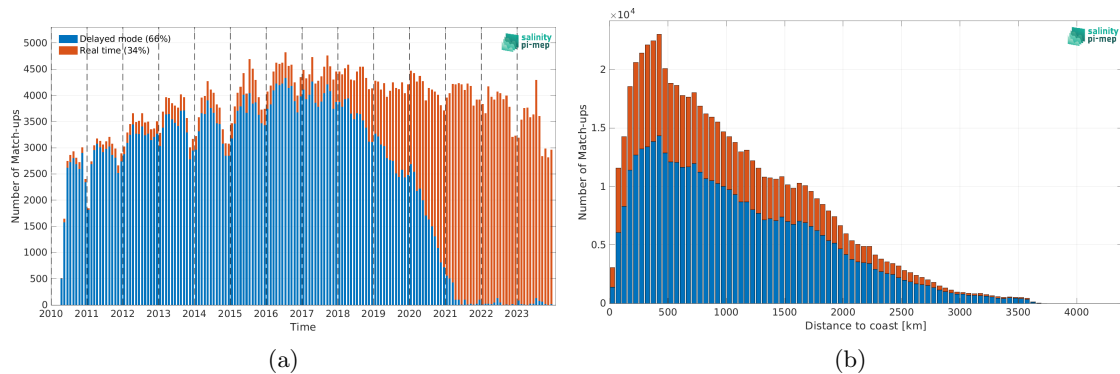 Delayed mode (66%)
Real time (34%)
salinity
pi-mep
Number of Match-ups
5000
4500
4000
3500
3000
2500
2000
1500
1000
500
0
2010 2011 2012 2013 2014 2015 2016 2017 2018 2019 2020 2021 2022 2023
Time
(a)
×10⁴
salinity
pi-mep
Number of Match-ups
2
1.5
1
0.5
0
0 500 1000 1500 2000 2500 3000 3500 4000
Distance to coast [km]
(b)